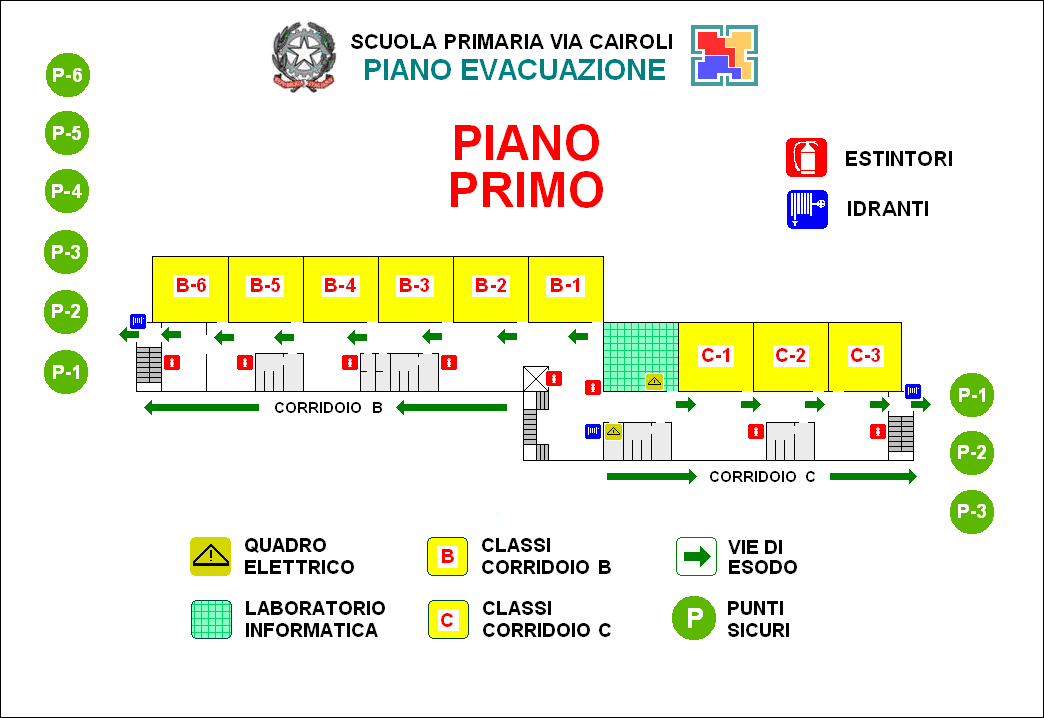 SCUOLA PRIMARIA VIA CAIROLI
PIANO EVACUAZIONE
PIANO
PRIMO
ESTINTORI
IDRANTI
P-6
P-5
P-4
P-3
P-2
P-1
B-6
B-5
B-4
B-3
B-2
B-1
C-1
C-2
C-3
CORRIDOIO B
CORRIDOIO C
P-1
P-2
P-3
QUADRO
ELETTRICO
B
CLASSI
CORRIDOIO B
VIE DI
ESODO
LABORATORIO
INFORMATICA
C
CLASSI
CORRIDOIO C
P
PUNTI
SICURI